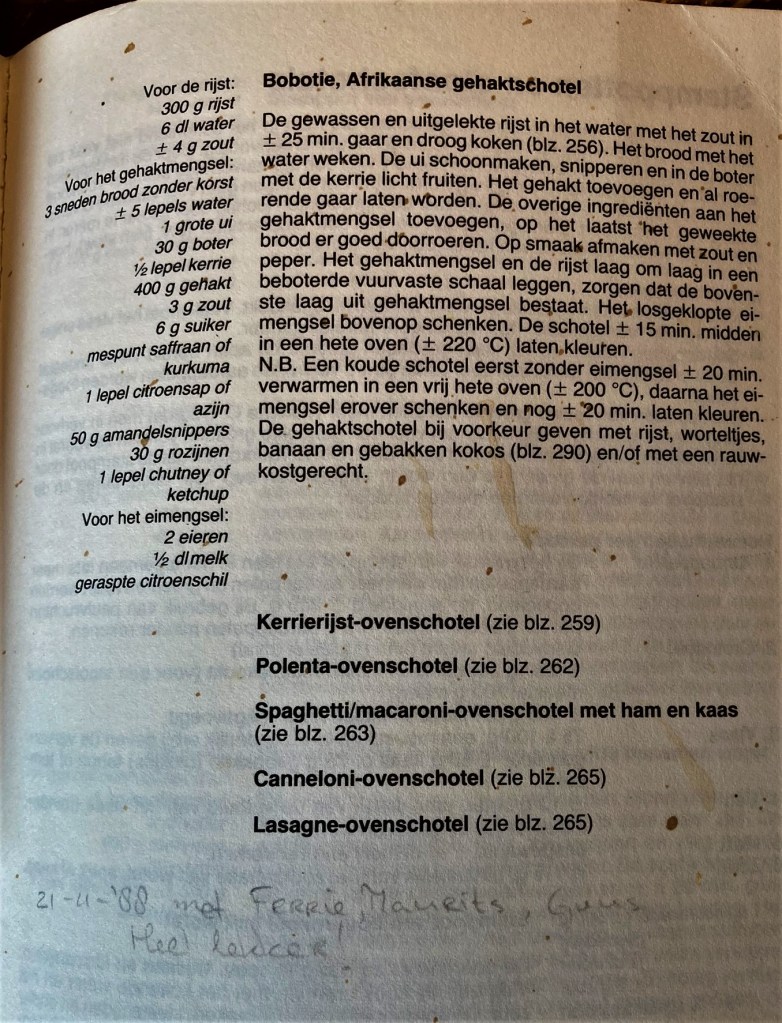 Voor de rijst:
300 g rijst
6 dl water
± 4 g zout
Voor het gehaktmengsel:
3 sneden brood zonder korst
± 5 lepels water
1 grote ui
30 g boter
½ lepel kerrie
400 g gehakt
3 g zout
6 g suiker
mespunt saffraan of
kurkuma
1 lepel citroensap of
azijn
50 g amandelsnippers
30 g rozijnen
1 lepel chutney of
ketchup
Voor het eimengsel:
2 eieren
½ dl melk
geraspte citroenschil
Bobotie, Afrikaanse gehaktschotel
De gewassen en uitgelekte rijst in het water met het zout in
± 25 min. gaar en droog koken (blz. 256). Het brood met het
water weken. De ui schoonmaken, snipperen en in de boter
met de kerrie licht fruiten. Het gehakt toevoegen en al roe-
rende gaar laten worden. De overige ingrediënten aan het
gehaktmengsel toevoegen, op het laatst het geweekte
brood er goed doorroeren. Op smaak afmaken met zout en
peper. Het gehaktmengsel en de rijst laag om laag in een
beboterde vuurvaste schaal leggen, zorgen dat de boven-
ste laag uit gehaktmengsel bestaat. Het losgeklopte ei-
mengsel bovenop schenken. De schotel ± 15 min. midden
in een hete oven (± 220 °C) laten kleuren.
N.B. Een koude schotel eerst zonder eimengsel ± 20 min.
verwarmen in een vrij hete oven (± 200 °C), daarna het ei-
mengsel erover schenken en nog ± 20 min. laten kleuren.
De gehaktschotel bij voorkeur geven met rijst, worteltjes,
banaan en gebakken kokos (blz. 290) en/of met een rauw-
kostgerecht.
Kerrierijst-ovenschotel (zie blz. 259)
Polenta-ovenschotel (zie blz. 262)
Spaghetti/macaroni-ovenschotel met ham en kaas
(zie blz. 263)
Canneloni-ovenschotel (zie blz. 265)
Lasagne-ovenschotel (zie blz. 265)
21-11-'88 met Ferrie, Maurits, Guus
Heel lekker!